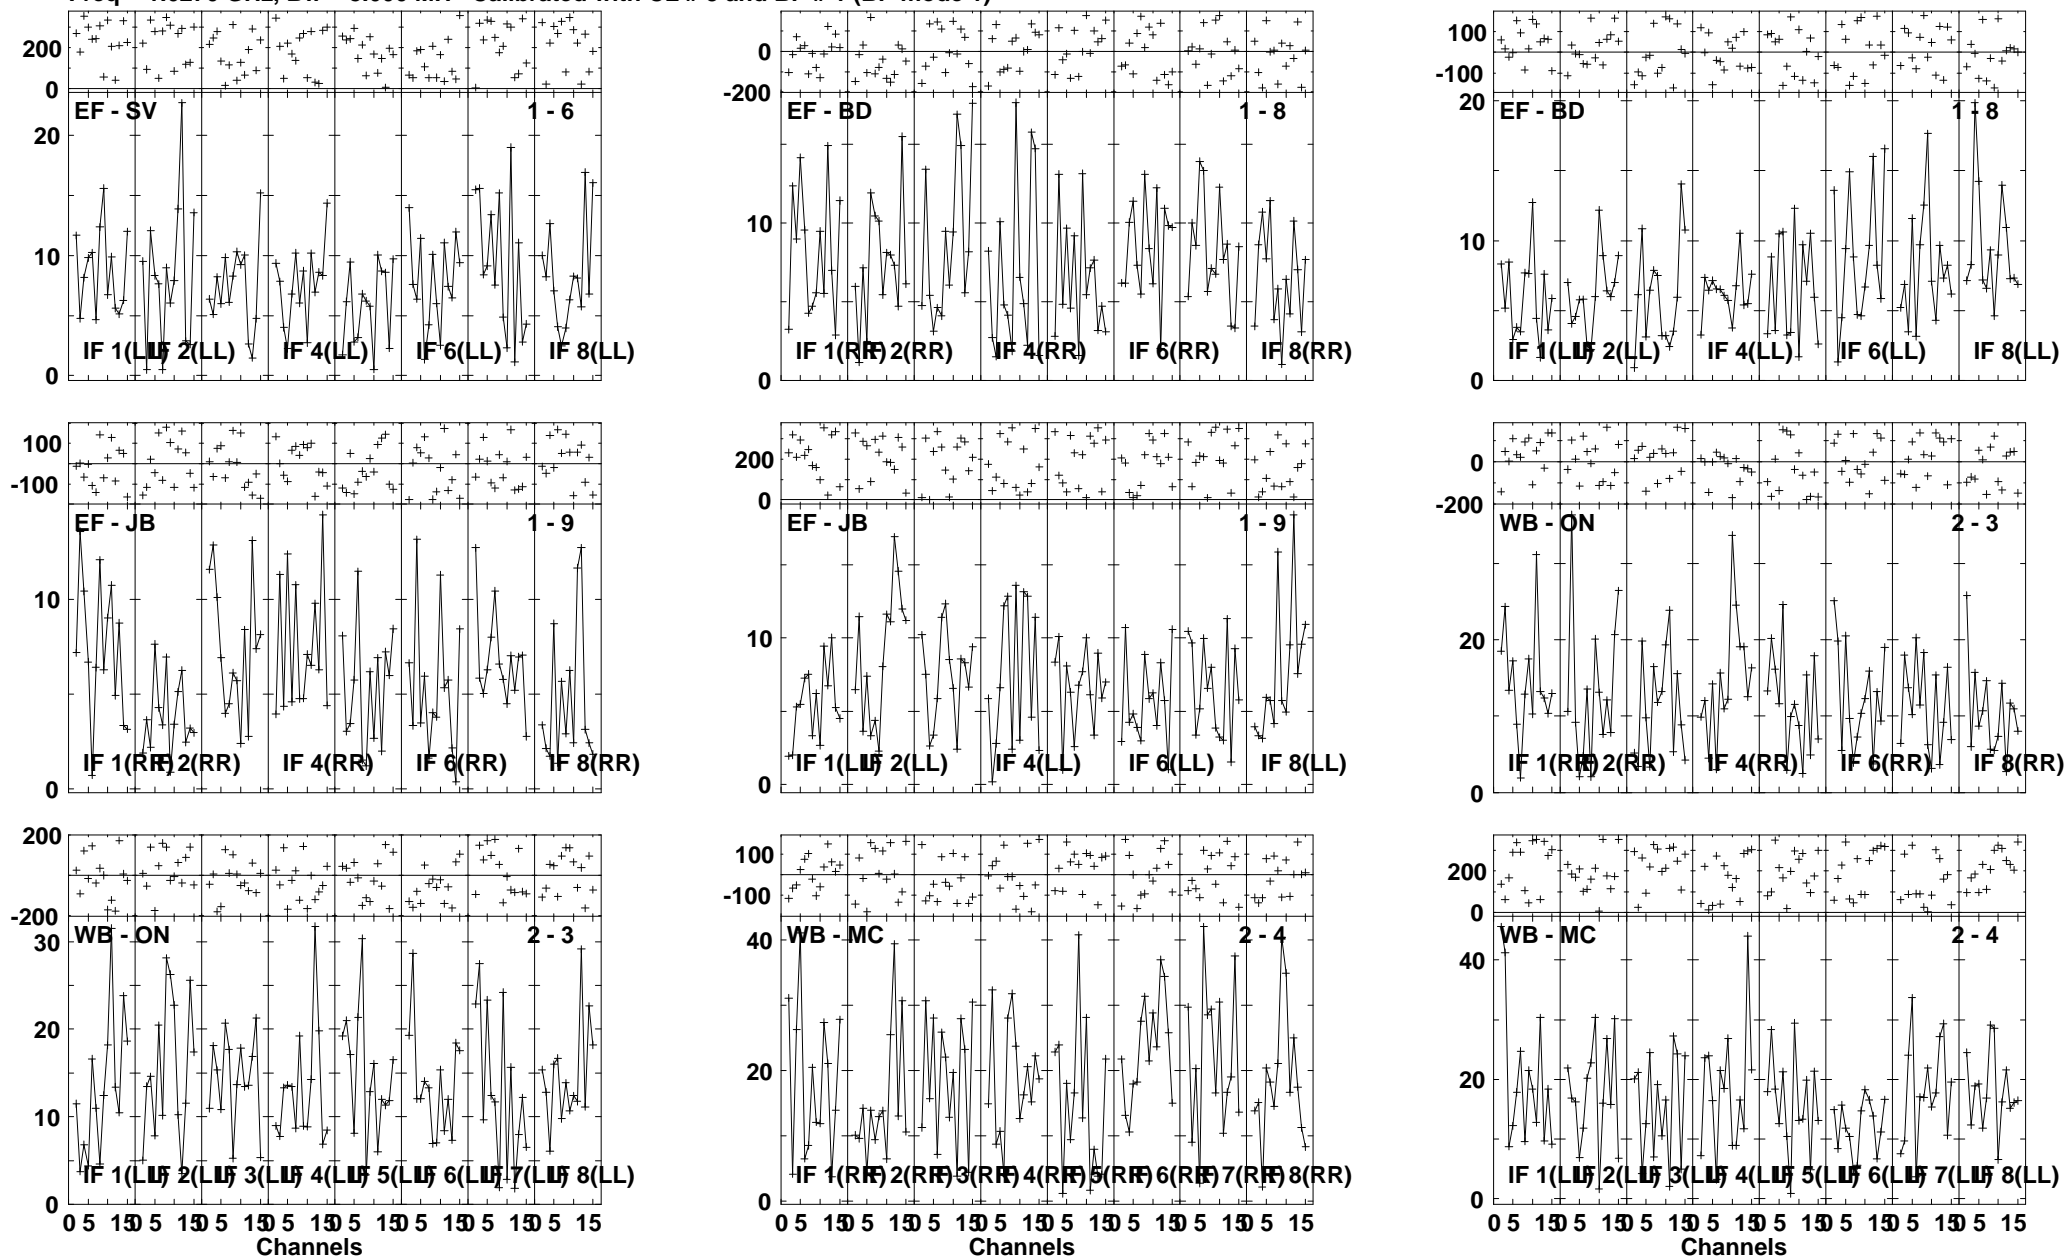 200
0
EF - SV 1 - 6
20
10
0
IF 1(LL) IF 2(LL) IF 4(LL) IF 6(LL) IF 8(LL)
0
-200
EF - BD 1 - 8
10
0
IF 1(RR) IF 2(RR) IF 4(RR) IF 6(RR) IF 8(RR)
100
-100
20
EF - BD 1 - 8
10
0
IF 1(LL) IF 2(LL) IF 4(LL) IF 6(LL) IF 8(LL)
100
-100
EF - JB 1 - 9
10
0
IF 1(RR) IF 2(RR) IF 4(RR) IF 6(RR) IF 8(RR)
200
0
EF - JB 1 - 9
10
0
IF 1(LL) IF 2(LL) IF 4(LL) IF 6(LL) IF 8(LL)
0
-200
WB - ON 2 - 3
20
0
IF 1(RR) IF 2(RR) IF 4(RR) IF 6(RR) IF 8(RR)
200
-200
WB - ON 2 - 3
30
20
10
0
IF 1(LL) IF 2(LL) IF 3(LL) IF 4(LL) IF 5(LL) IF 6(LL) IF 7(LL) IF 8(LL)
0 5 15 0 5 15 0 5 15 0 5 15 0 5 15 0 5 15 0 5 15 0 5 15
Channels
100
-100
WB - MC 2 - 4
40
20
0
IF 1(RR) IF 2(RR) IF 3(RR) IF 4(RR) IF 5(RR) IF 6(RR) IF 7(RR) IF 8(RR)
0 5 15 0 5 15 0 5 15 0 5 15 0 5 15 0 5 15 0 5 15 0 5 15
Channels
200
0
WB - MC 2 - 4
40
20
0
IF 1(LL) IF 2(LL) IF 3(LL) IF 4(LL) IF 5(LL) IF 6(LL) IF 7(LL) IF 8(LL)
0 5 15 0 5 15 0 5 15 0 5 15 0 5 15 0 5 15 0 5 15 0 5 15
Channels